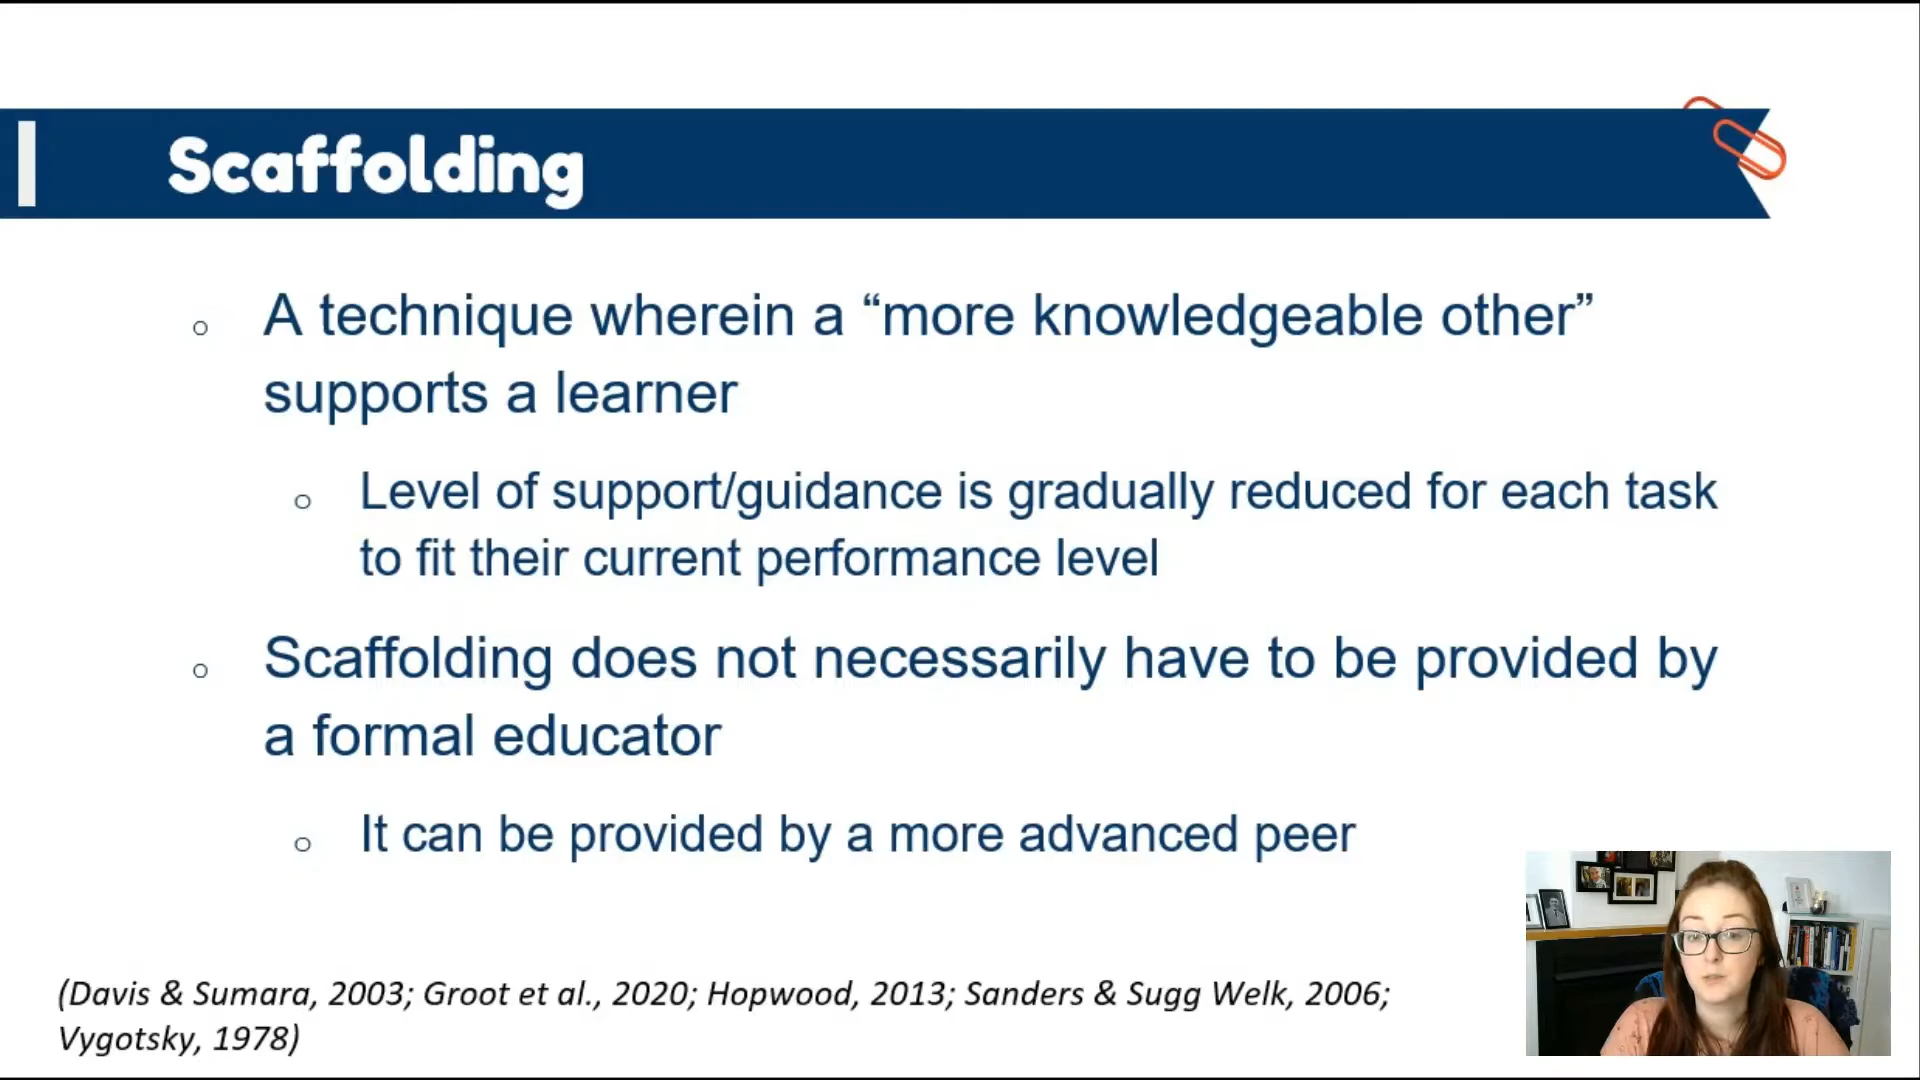 Scaffolding
○ A technique wherein a “more knowledgeable other”
supports a learner
○ Level of support/guidance is gradually reduced for each task
to fit their current performance level
○ Scaffolding does not necessarily have to be provided by
a formal educator
○ It can be provided by a more advanced peer
(Davis & Sumara, 2003; Groot et al., 2020; Hopwood, 2013; Sanders & Sugg Welk, 2006;
Vygotsky, 1978)